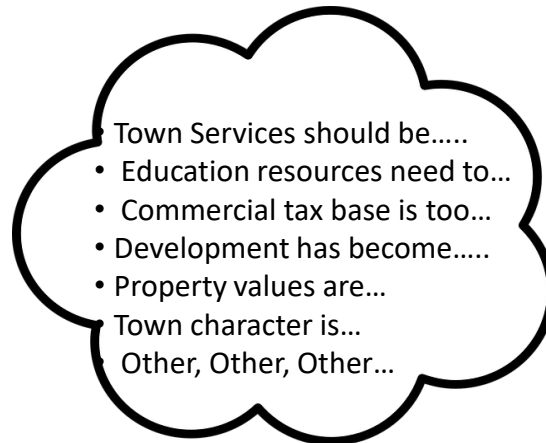 • Town Services should be…..
• Education resources need to…
• Commercial tax base is too…
• Development has become…..
• Property values are…
• Town character is…
• Other, Other, Other…